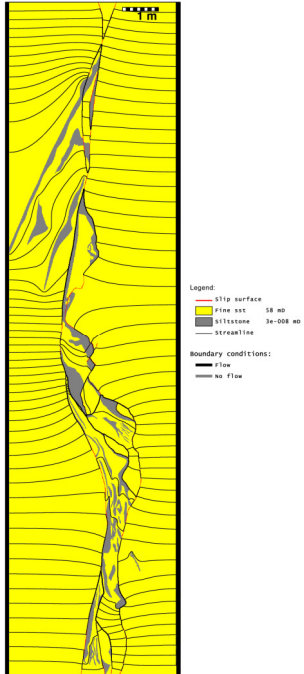 1 m
Legend:
Slip surface
Fine sst 58 mD
Siltstone 3e-008 mD
Streamline
Boundary conditions:
Flow
No flow